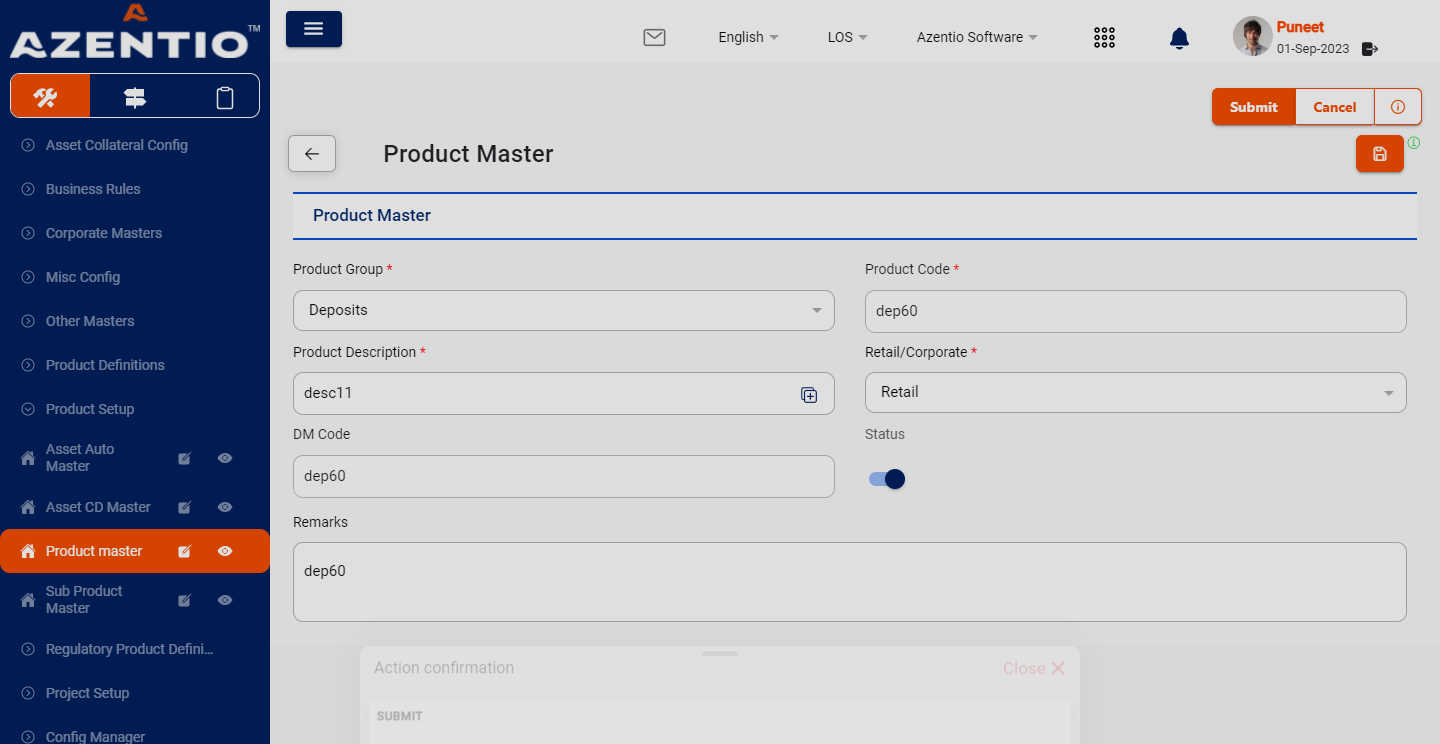 AZENTIO™
English
LOS
Azentio Software
Puneet
01-Sep-2023
Submit
Cancel
Product Master
Product Master
Asset Collateral Config
Business Rules
Corporate Masters
Misc Config
Other Masters
Product Definitions
Product Setup
Asset Auto
Master
Asset CD Master
Product master
Sub Product
Master
Regulatory Product Defini...
Project Setup
Config Manager
Product Group *
Deposits
Product Code *
dep60
Product Description *
desc11
Retail/Corporate *
Retail
DM Code
dep60
Status
Remarks
dep60
Action confirmation
Close
SUBMIT